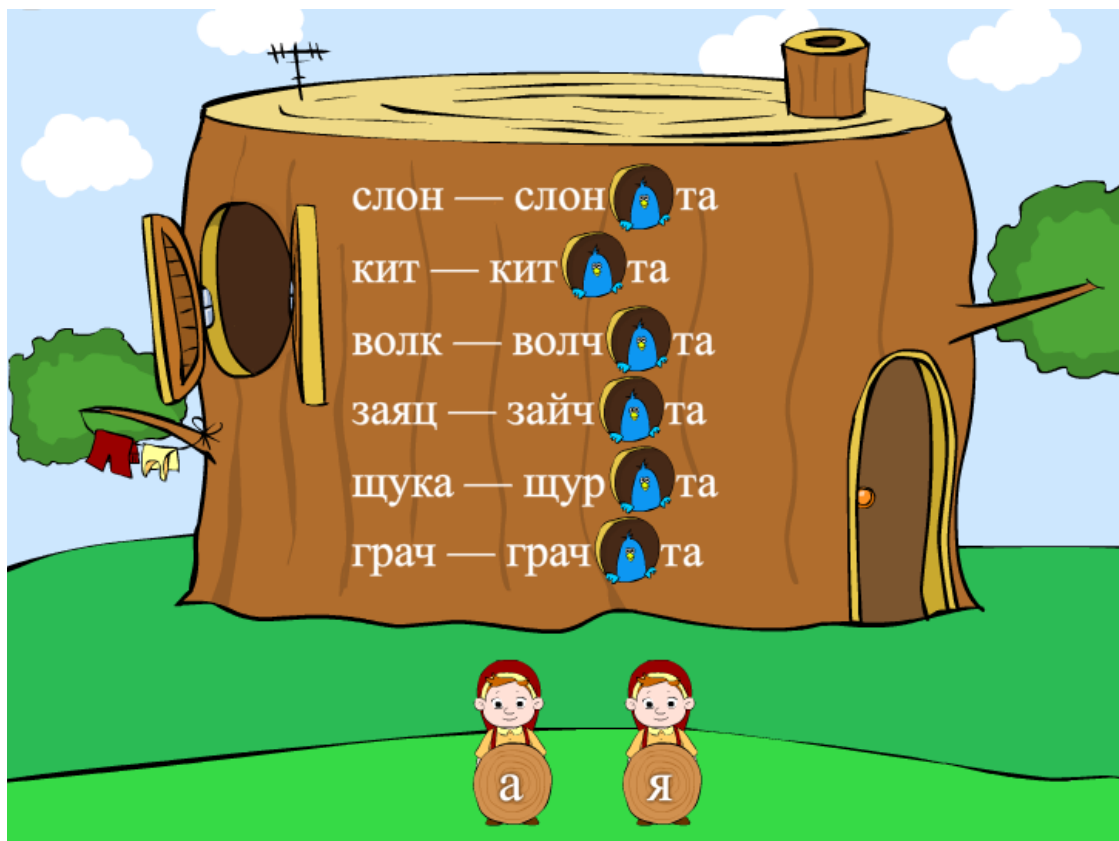 слон — слон та
кит — кит та
волк — волч та
заяц — зайч та
щука — щур та
грач — грач та
а я